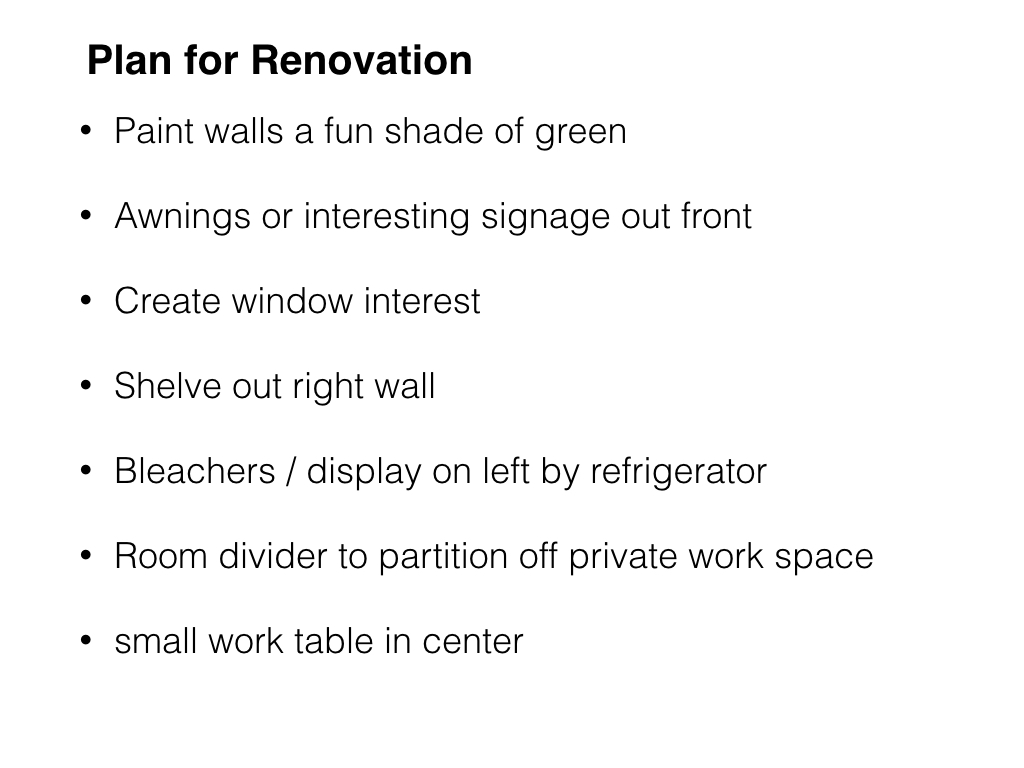 Plan for Renovation
• Paint walls a fun shade of green
• Awnings or interesting signage out front
• Create window interest
• Shelve out right wall
• Bleachers / display on left by refrigerator
• Room divider to partition off private work space
• small work table in center